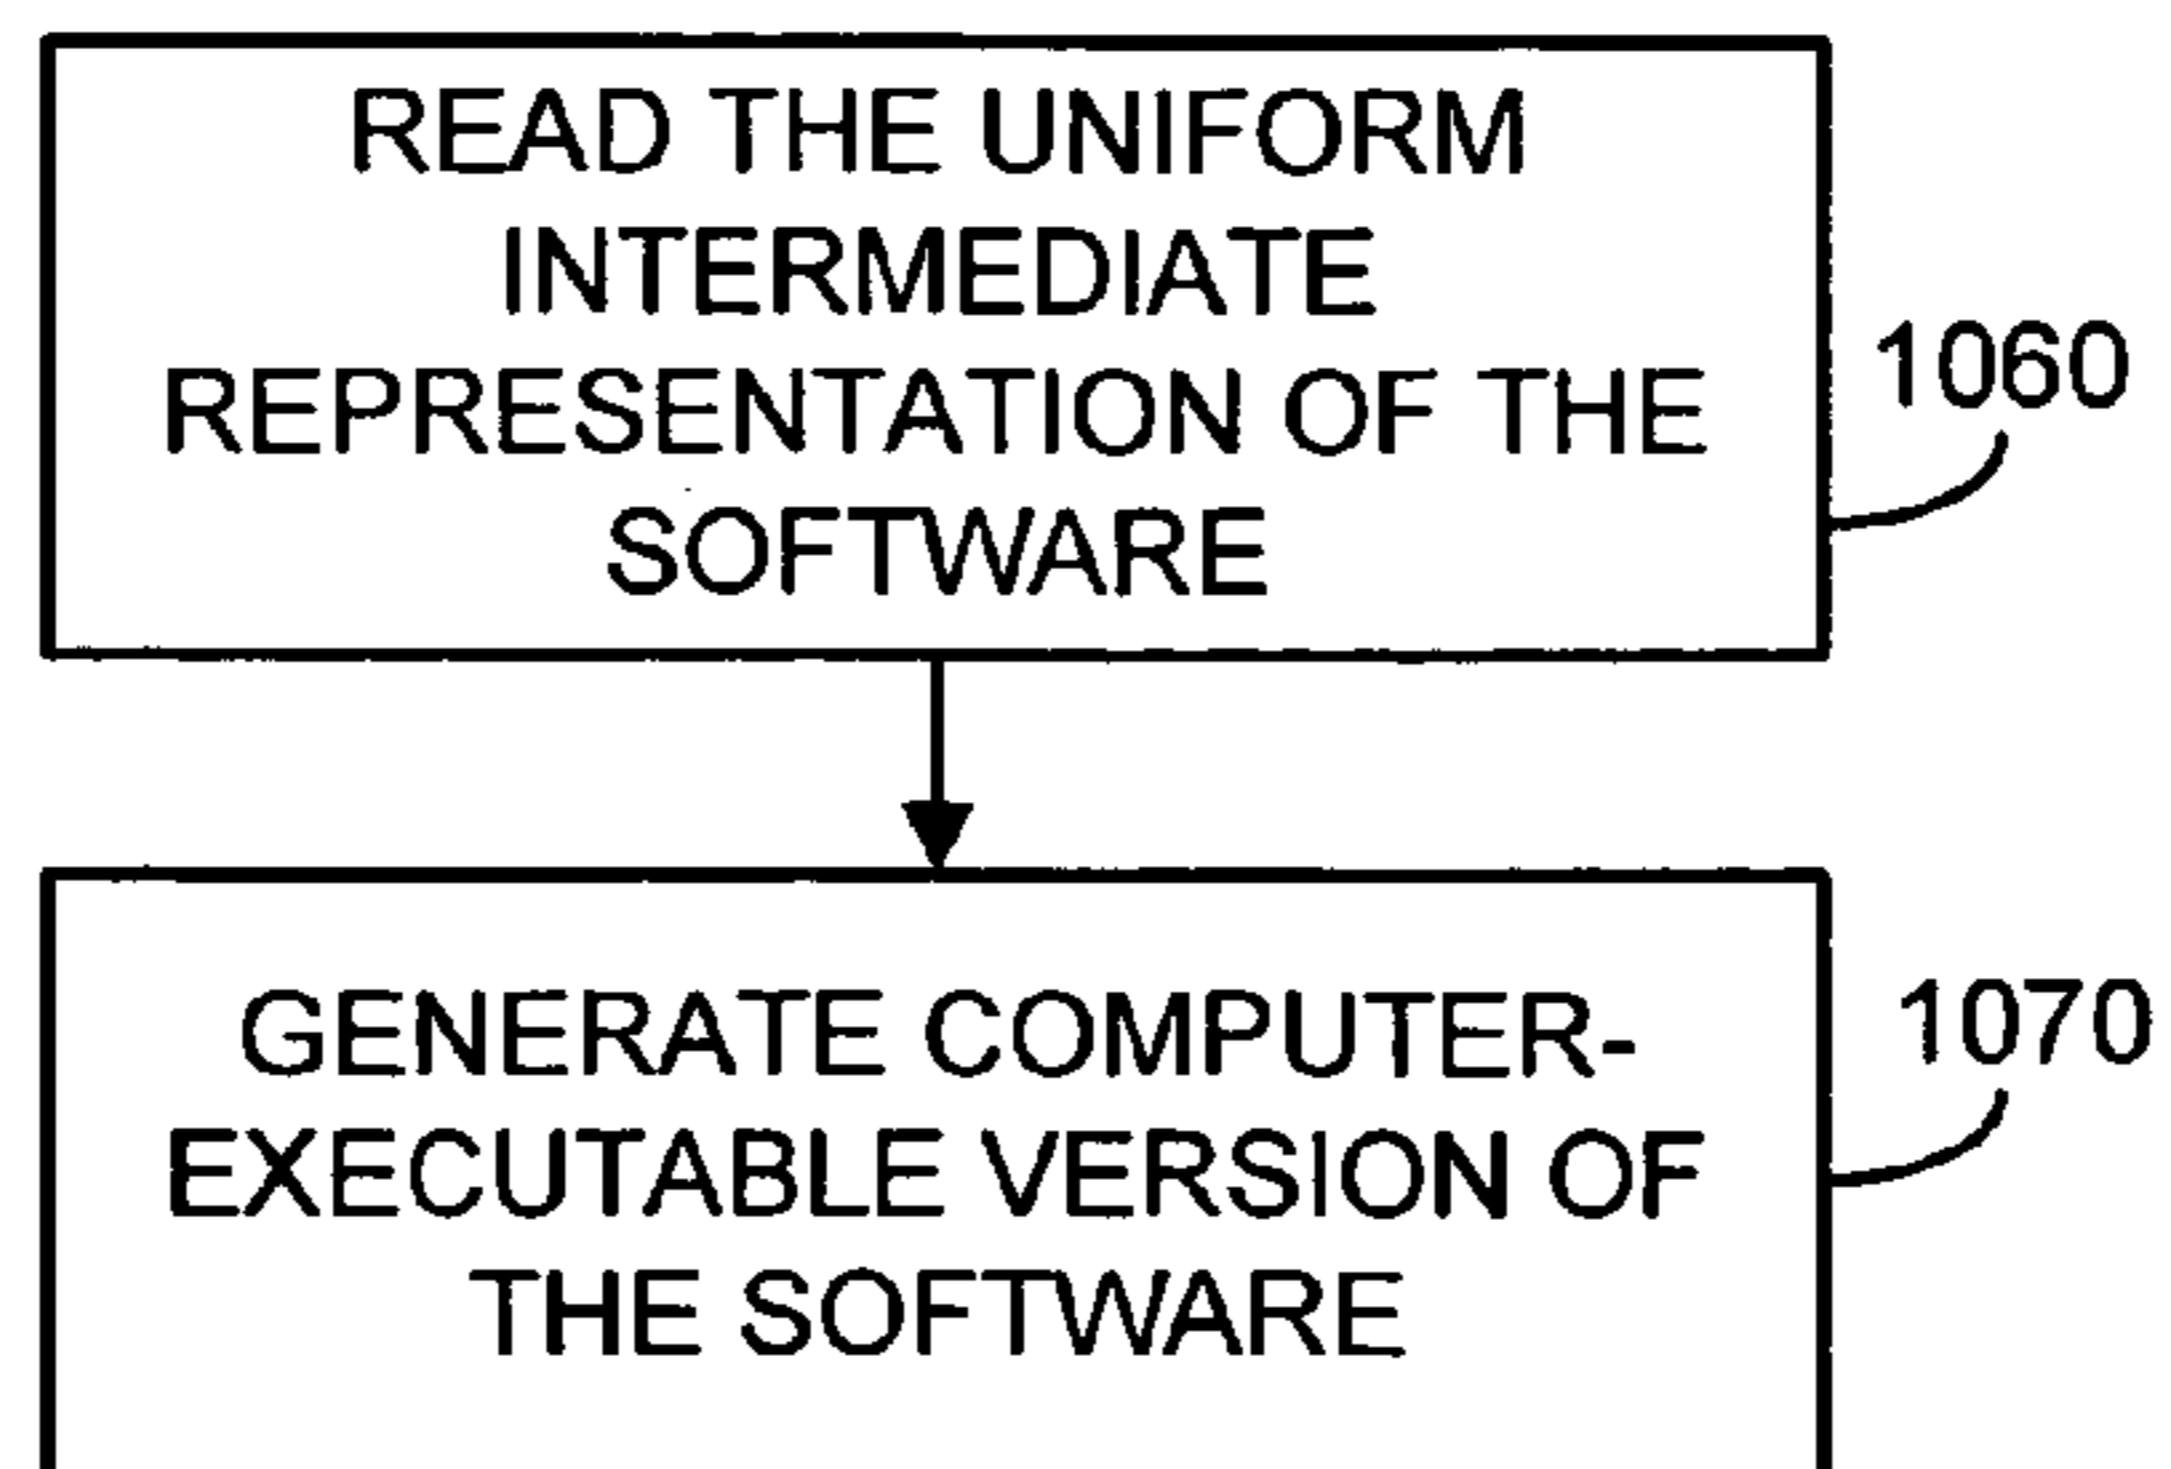 READ THE UNIFORM
INTERMEDIATE
REPRESENTATION OF THE
SOFTWARE
1060
GENERATE COMPUTER-
EXECUTABLE VERSION OF
THE SOFTWARE
1070